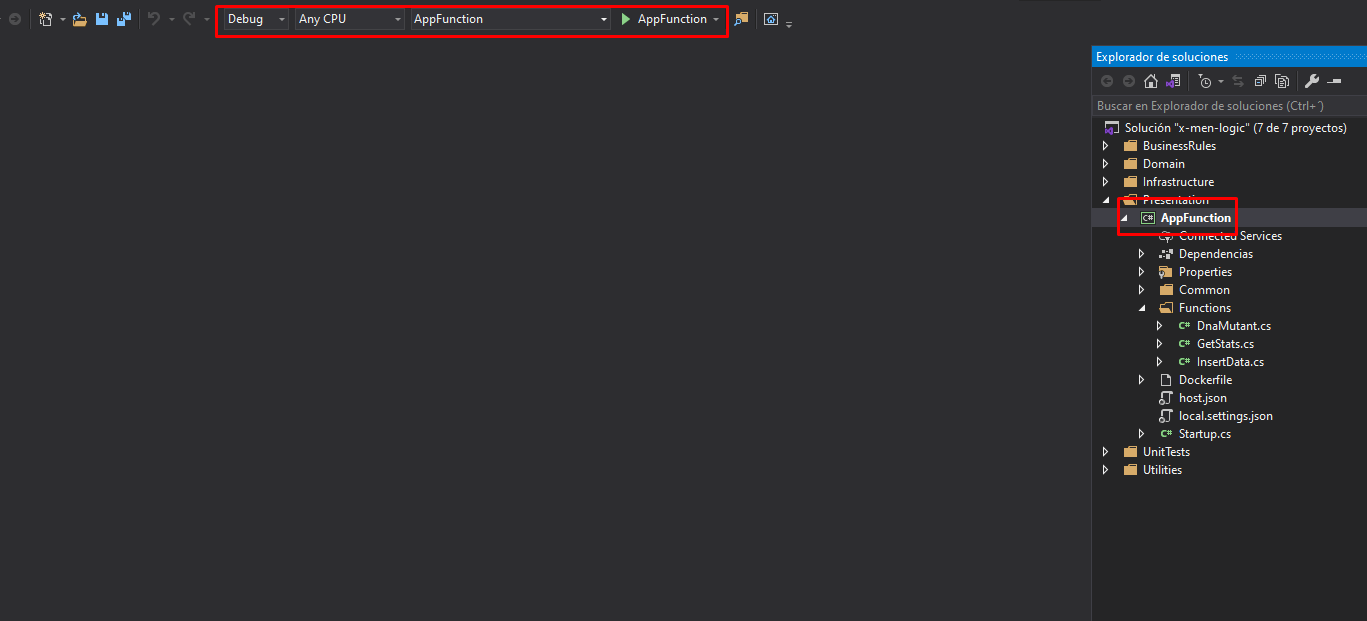 Debug Any CPU AppFunction AppFunction
Explorador de soluciones
Buscar en Explorador de soluciones (Ctrl+´)
Solución "x-men-logic" (7 de 7 proyectos)
BusinessRules
Domain
Infrastructure
Presentation
C# AppFunction
Connected Services
Dependencias
Properties
Common
Functions
C# DnaMutant.cs
C# GetStats.cs
C# InsertData.cs
Dockerfile
host.json
local.settings.json
C# Startup.cs
UnitTests
Utilities